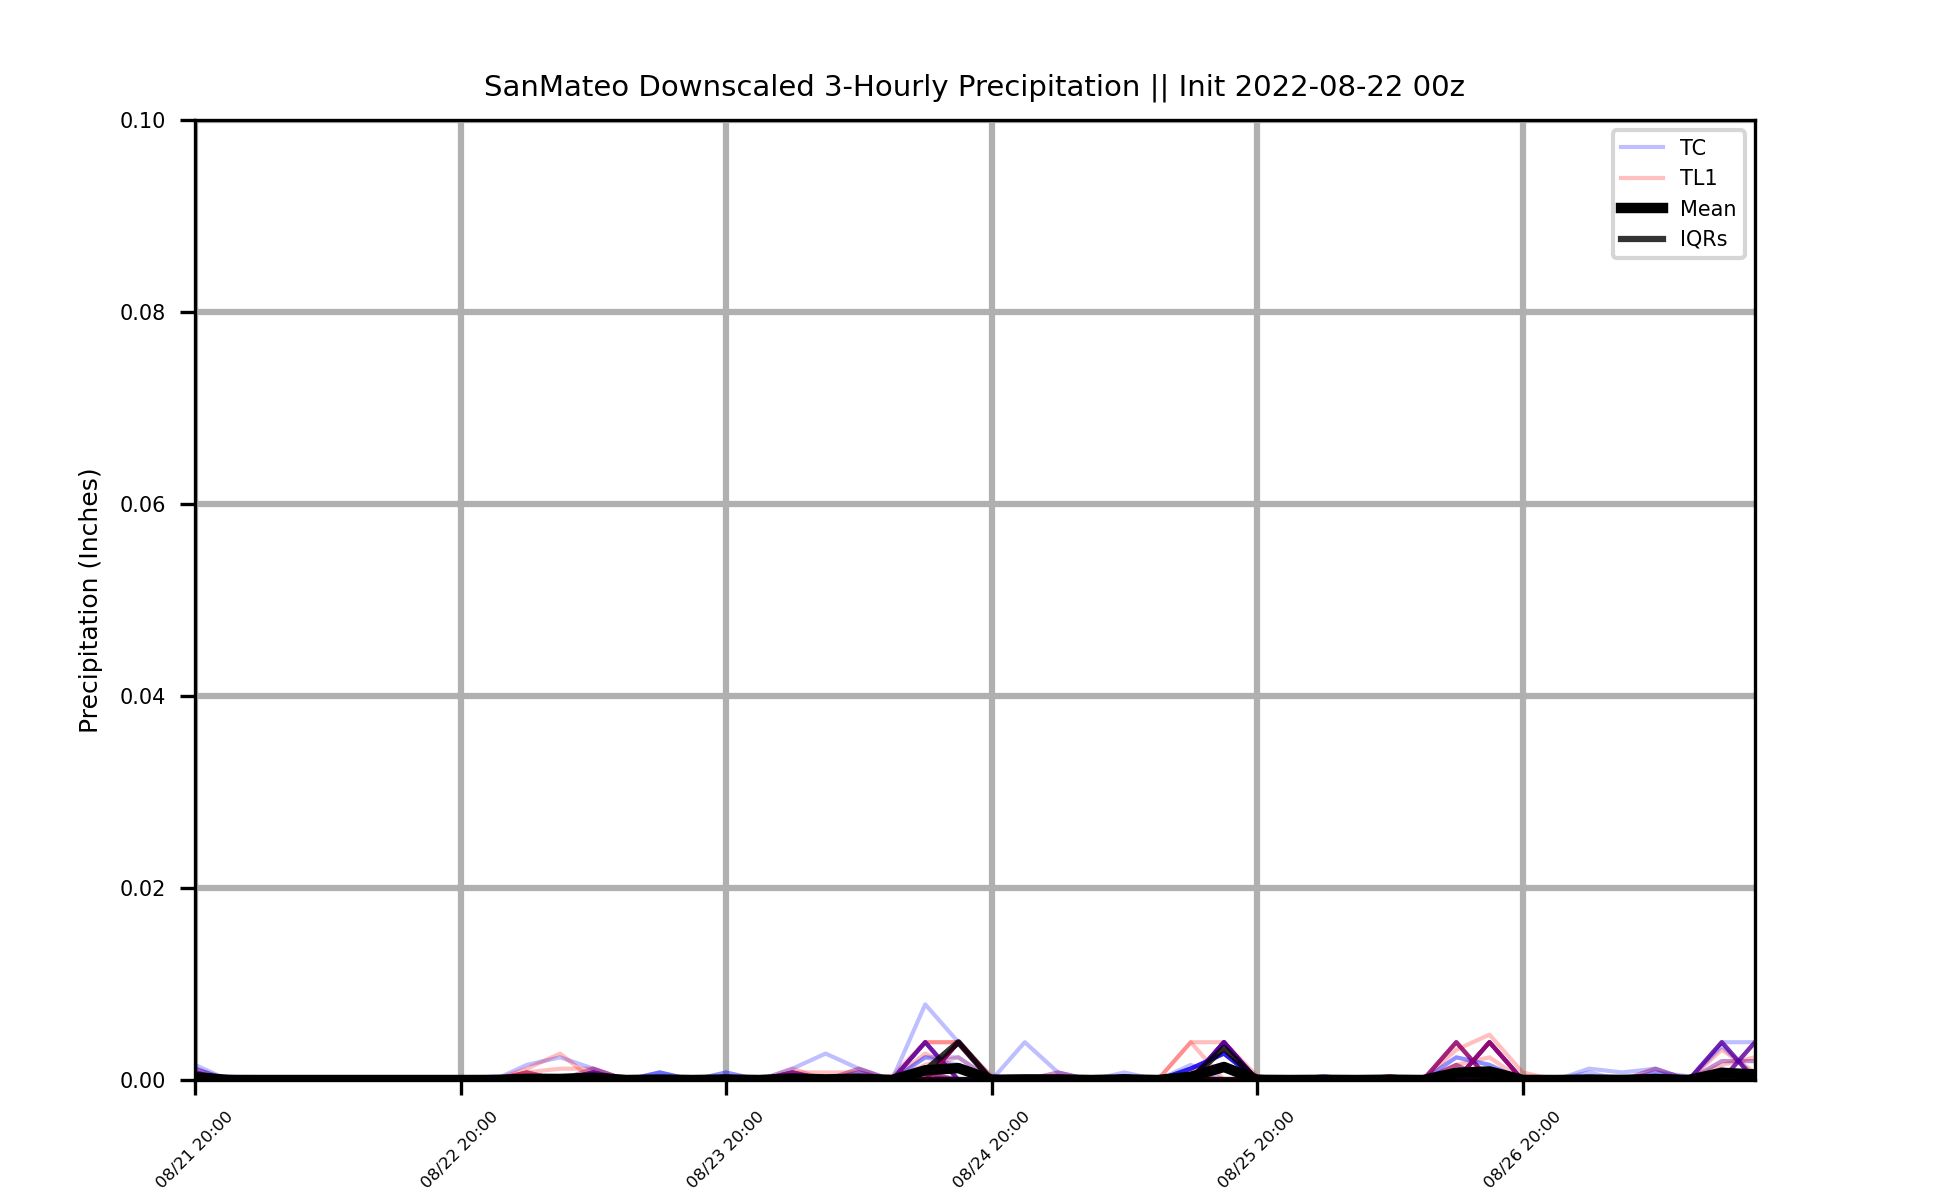 SanMateo Downscaled 3-Hourly Precipitation || Init 2022-08-22 00z
0.10
0.08
0.06
0.04
0.02
0.00
Precipitation (Inches)
TC
TL1
Mean
IQRs
08/21 20:00
08/22 20:00
08/23 20:00
08/24 20:00
08/25 20:00
08/26 20:00